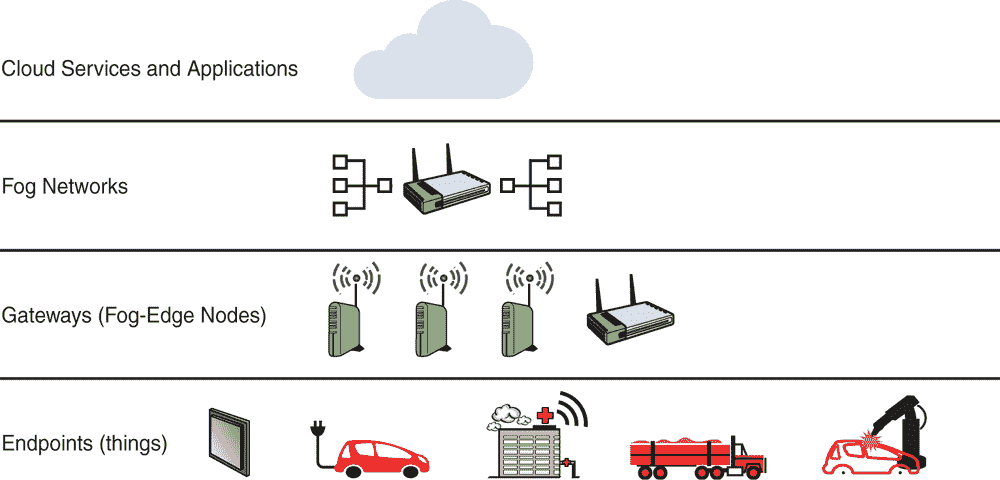 Cloud Services and Applications
Fog Networks
Gateways (Fog-Edge Nodes)
Endpoints (things)